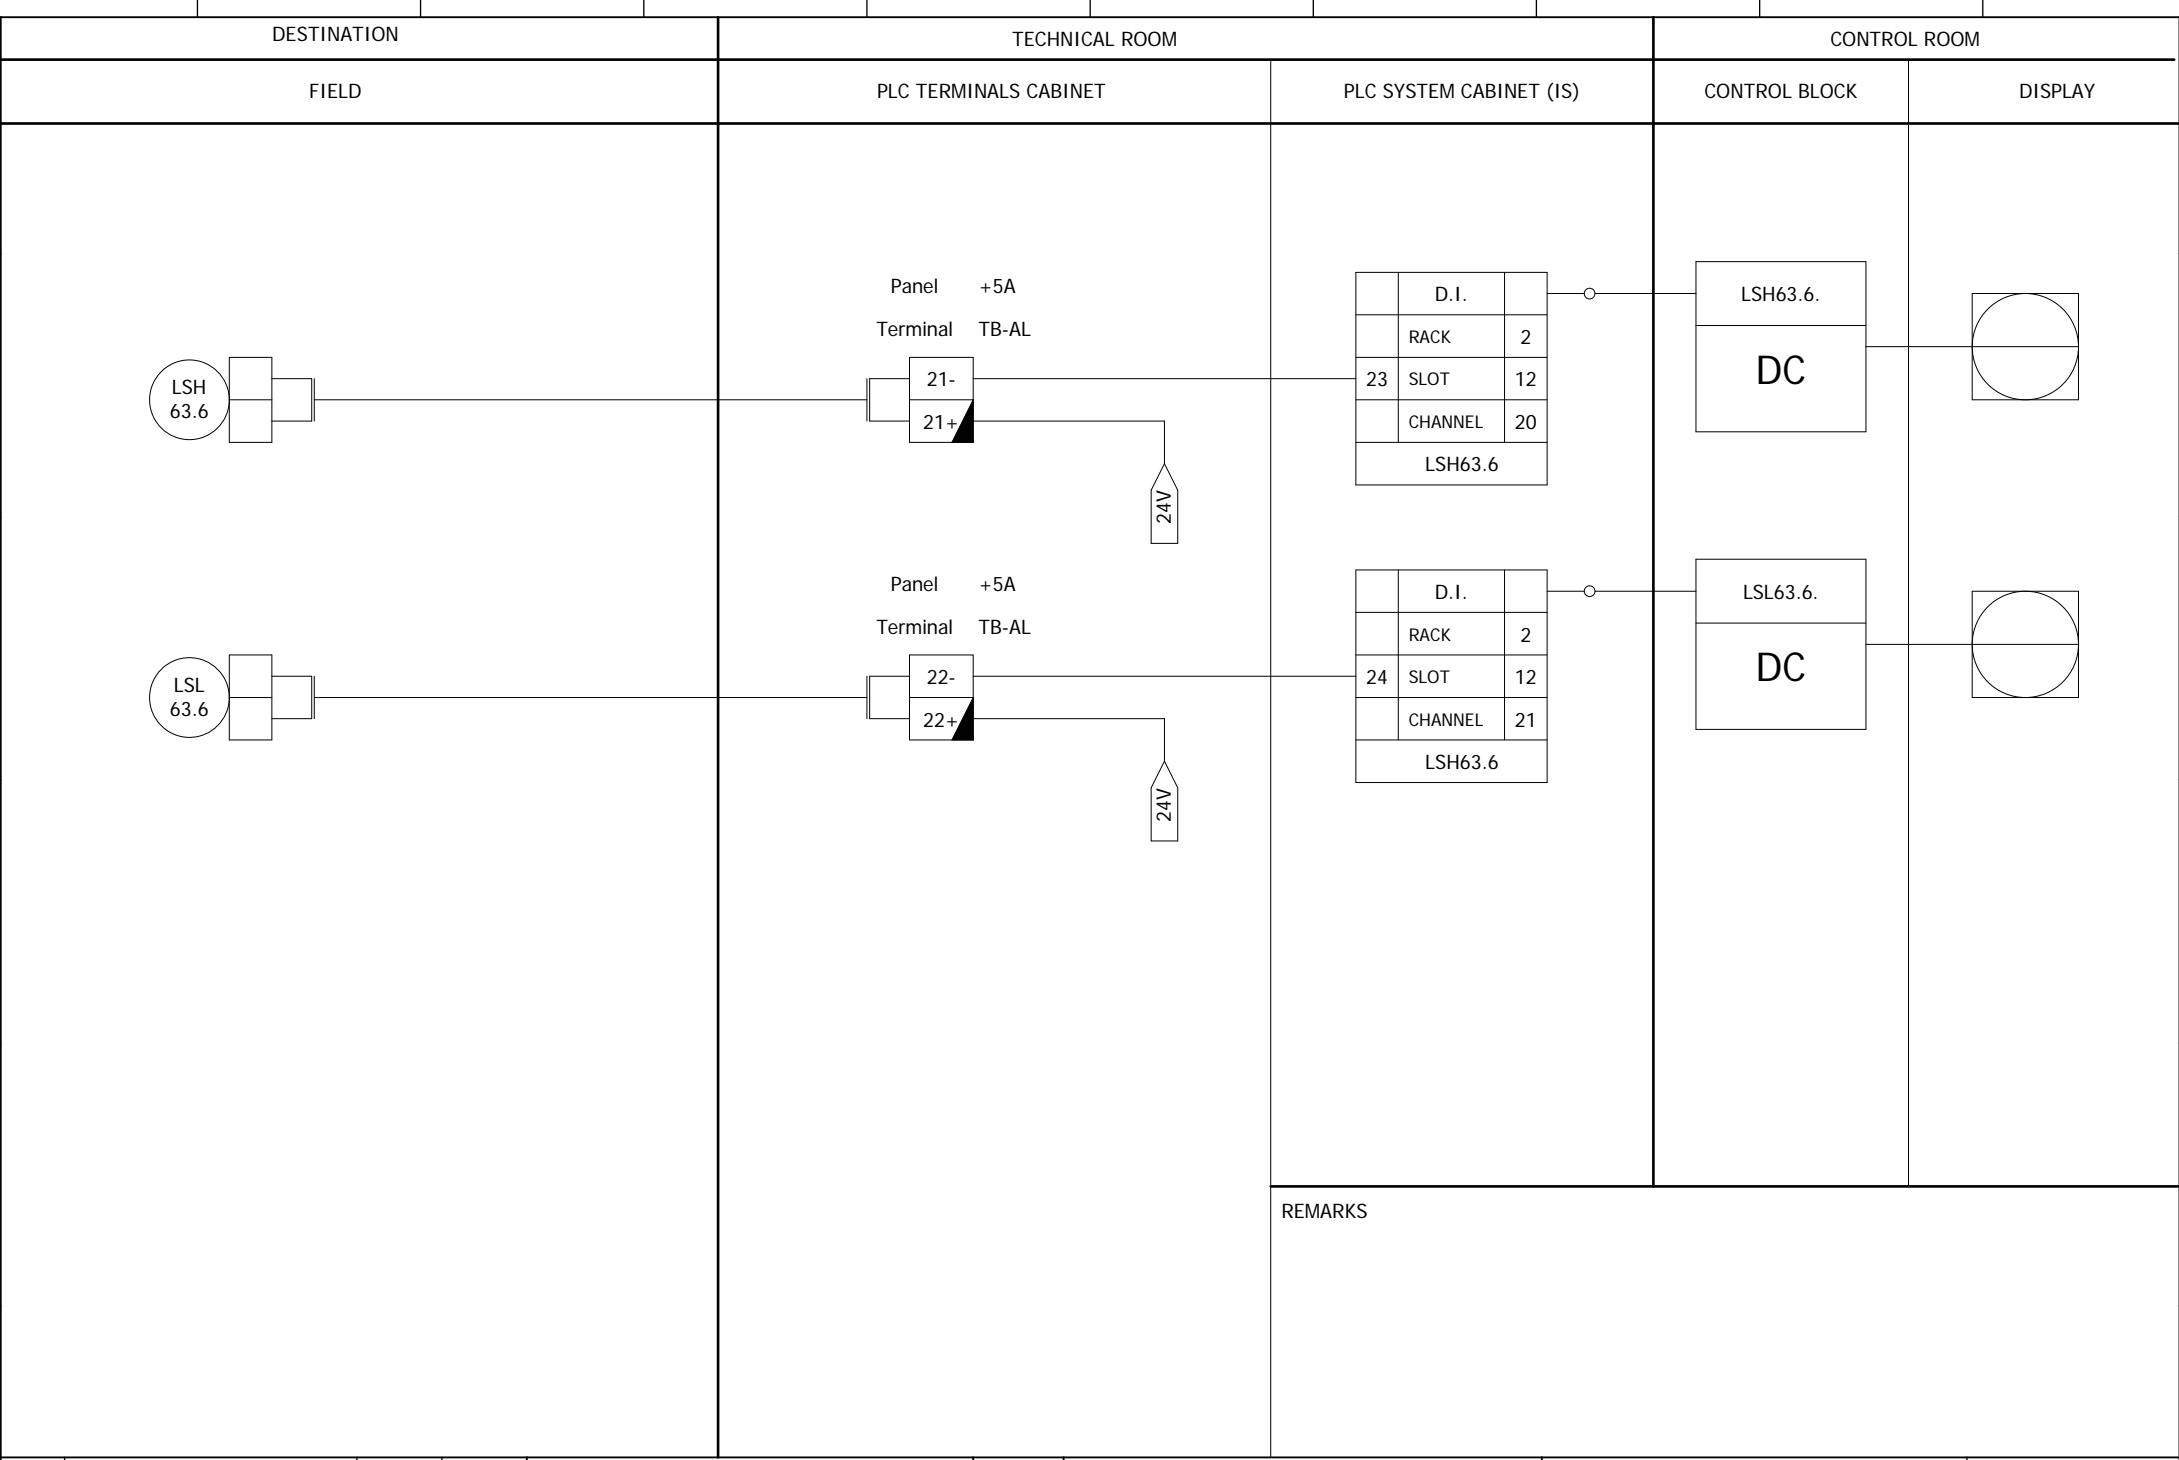 DESTINATION
TECHNICAL ROOM
CONTROL ROOM
FIELD
PLC TERMINALS CABINET
PLC SYSTEM CABINET (IS)
CONTROL BLOCK
DISPLAY
LSH
63.6
Panel +5A
Terminal TB-AL
21-
21+
24V
D.I.
RACK 2
23 SLOT 12
CHANNEL 20
LSH63.6
LSH63.6.
DC
LSL
63.6
Panel +5A
Terminal TB-AL
22-
22+
24V
D.I.
RACK 2
24 SLOT 12
CHANNEL 21
LSH63.6
LSL63.6.
DC
REMARKS